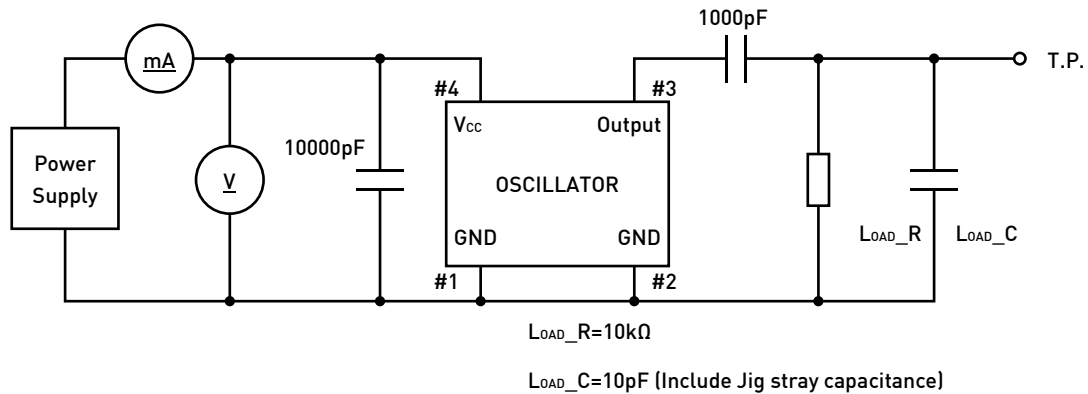 1000pF
mA
T.P.
#4
#3
Vcc
Output
10000pF
Power
Supply
V
OSCILLATOR
GND
GND
LOAD_R
LOAD_C
#1
#2
LOAD_R=10kΩ
LOAD_C=10pF (Include Jig stray capacitance)